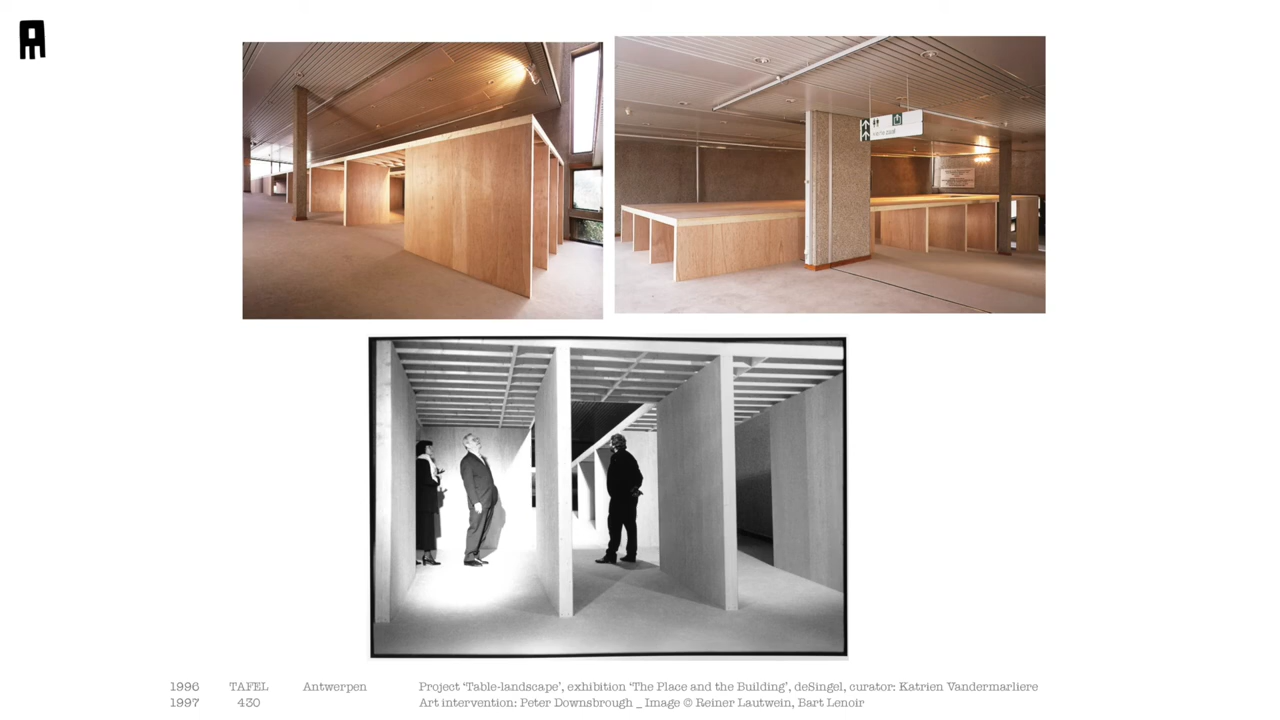 1996 TAFEL Antwerpen Project ‘Table-landscape’, exhibition ‘The Place and the Building’, deSingel, curator: Katrien Vandermarliere
1997 430 Art intervention: Peter Downsbrough _ Image © Reiner Lautwein, Bart Lenoir